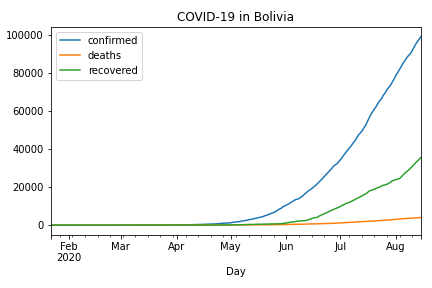 COVID-19 in Bolivia
confirmed
deaths
recovered
100000
80000
60000
40000
20000
0
Feb Mar Apr May Jun Jul Aug
2020
Day